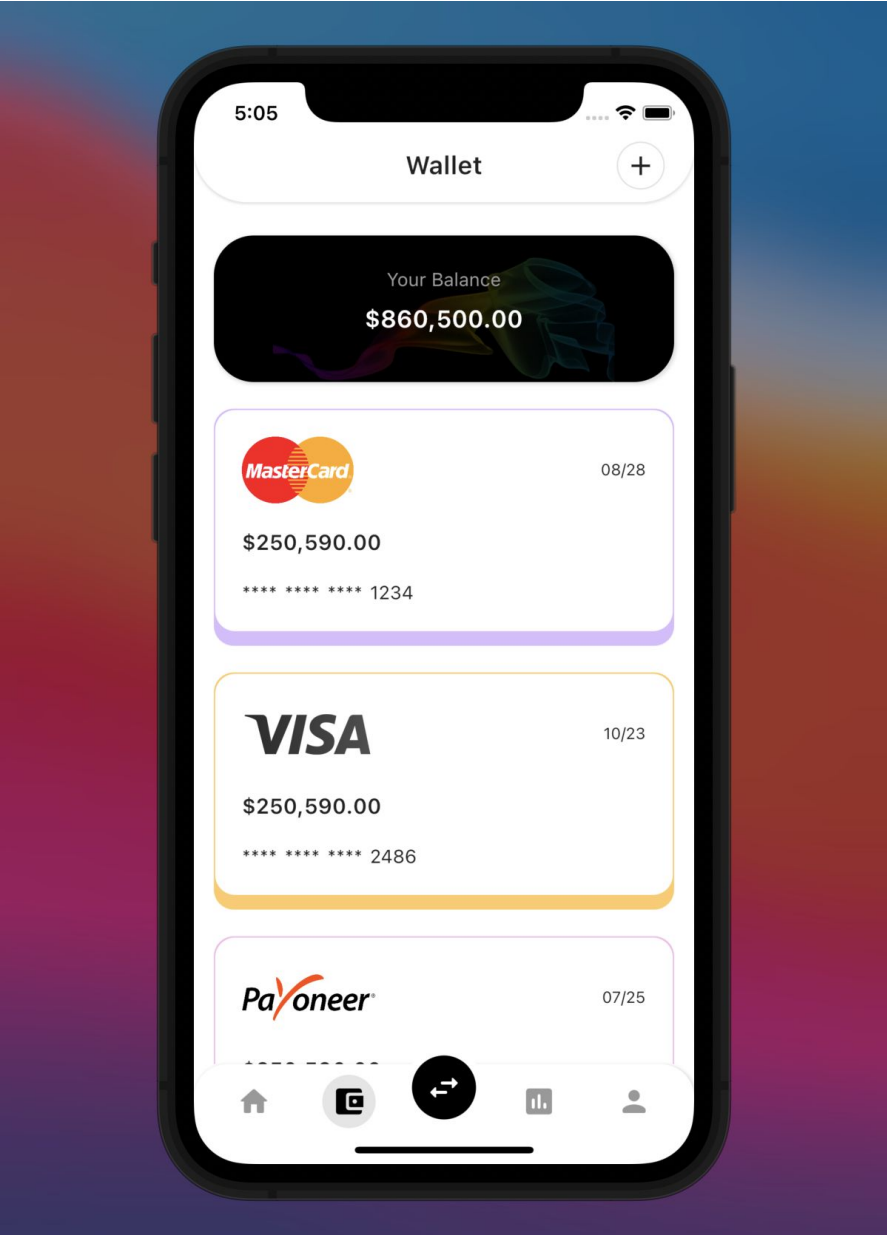 5:05
Wallet
Your Balance
$860,500.00
MasterCard
08/28
$250,590.00
**** **** **** 1234
VISA
10/23
$250,590.00
**** **** **** 2486
Payoneer
07/25